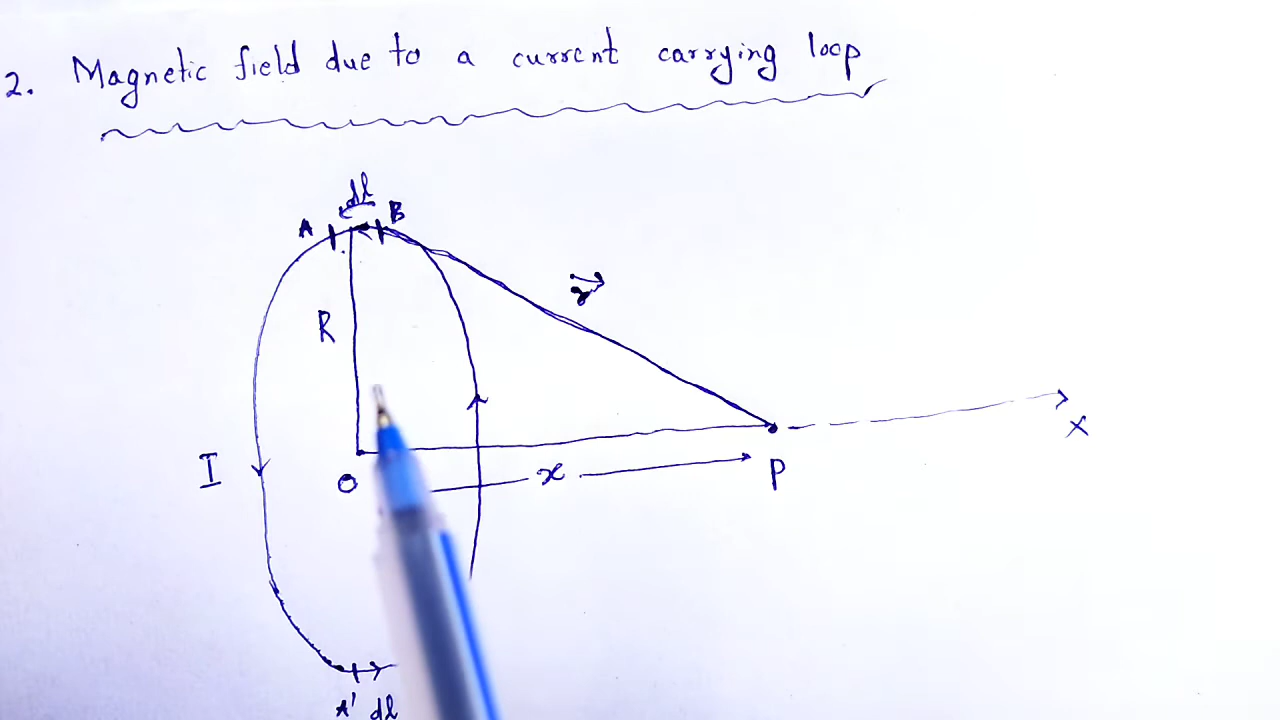 2. Magnetic field due to a current carrying loop
dl
A B
r
R
I
O x P X
A' dl